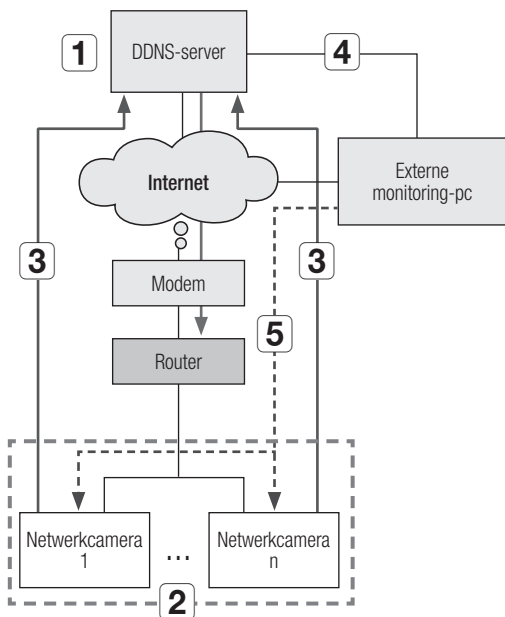 1
DDNS-server
4
Externe
monitoring-pc
Internet
3
3
Modem
5
Router
Netwerkcamera
1
...
Netwerkcamera
n
2